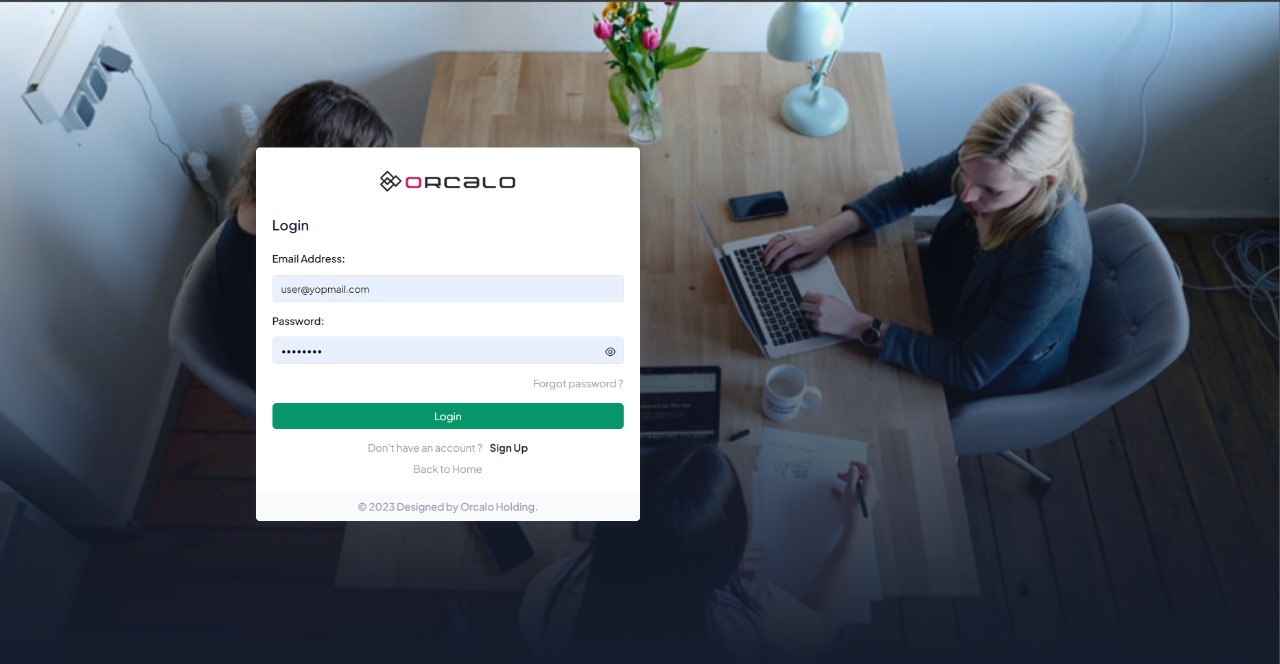 ORCALO
Login
Email Address:
user@yopmail.com
Password:
••••••••
Forgot password ?
Login
Don't have an account ? Sign Up
Back to Home
© 2023 Designed by Orcalo Holding.